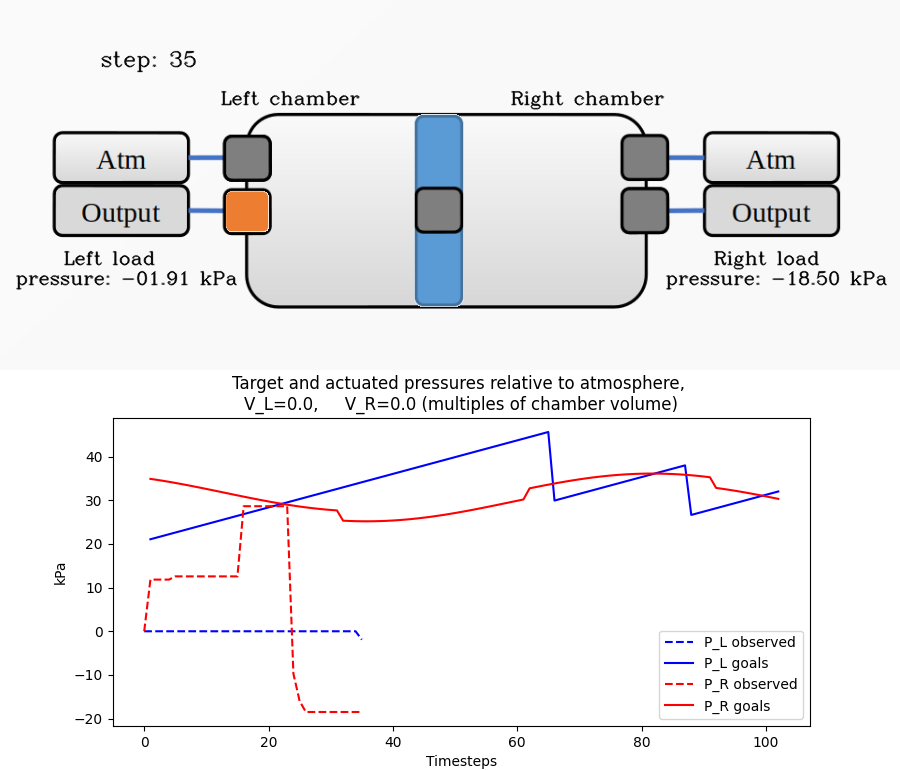 step: 35
Left chamber
Right chamber
Atm
Atm
Output
Output
Left load
pressure: -01.91 kPa
Right load
pressure: -18.50 kPa
Target and actuated pressures relative to atmosphere,
V_L=0.0, V_R=0.0 (multiples of chamber volume)
kPa
40
30
20
10
0
−10
−20
P_L observed
P_L goals
P_R observed
P_R goals
0 20 40 60 80 100
Timesteps